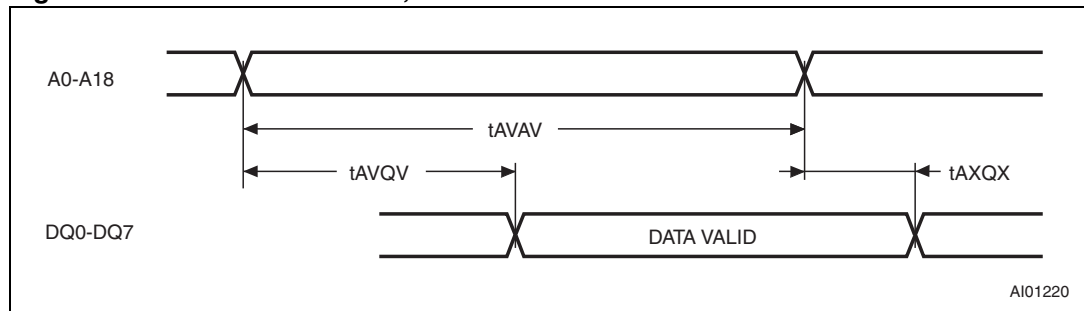 A0-A18
tAVAV
tAVQV
tAXQX
DQ0-DQ7
DATA VALID
AI01220